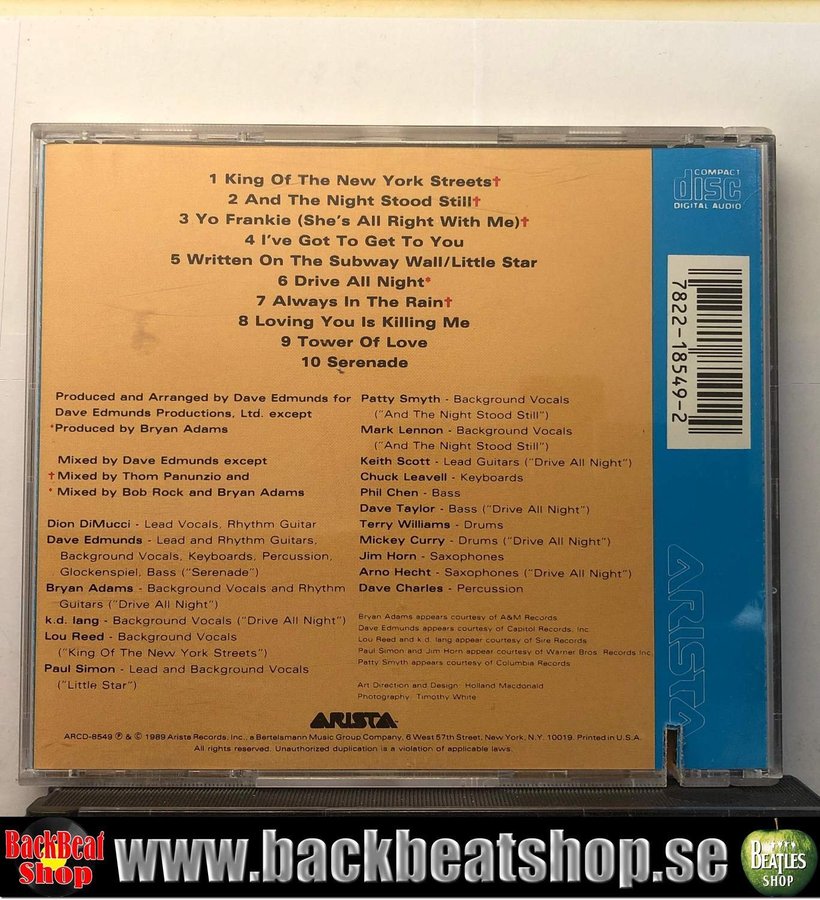 1 King Of The New York Streets†
2 And The Night Stood Still†
3 Yo Frankie (She's All Right With Me)†
4 I've Got To Get To You
5 Written On The Subway Wall/Little Star
6 Drive All Night*
7 Always In The Rain†
8 Loving You Is Killing Me
9 Tower Of Love
10 Serenade
Produced and Arranged by Dave Edmunds for
Dave Edmunds Productions, Ltd. except
*Produced by Bryan Adams
Mixed by Dave Edmunds except
†Mixed by Thom Panunzio and
*Mixed by Bob Rock and Bryan Adams
Dion DiMucci - Lead Vocals, Rhythm Guitar
Dave Edmunds - Lead and Rhythm Guitars,
Background Vocals, Keyboards, Percussion,
Glockenspiel, Bass ("Serenade")
Bryan Adams - Background Vocals and Rhythm
Guitars ("Drive All Night")
k.d. lang - Background Vocals ("Drive All Night")
Lou Reed - Background Vocals
("King Of The New York Streets")
Paul Simon - Lead and Background Vocals
("Little Star")
Patty Smyth - Background Vocals
("And The Night Stood Still")
Mark Lennon - Background Vocals
("And The Night Stood Still")
Keith Scott - Lead Guitars ("Drive All Night")
Chuck Leavell - Keyboards
Phil Chen - Bass
Dave Taylor - Bass ("Drive All Night")
Terry Williams - Drums
Mickey Curry - Drums ("Drive All Night")
Jim Horn - Saxophones
Arno Hecht - Saxophones ("Drive All Night")
Dave Charles - Percussion
Bryan Adams appears courtesy of A&M Records
Dave Edmunds appears courtesy of Capitol Records, Inc.
Lou Reed and k.d. lang appear courtesy of Sire Records
Paul Simon and Jim Horn appear courtesy of Warner Bros. Records Inc.
Patty Smyth appears courtesy of Columbia Records
Art Direction and Design: Holland Macdonald
Photography: Timothy White
ARISTA
ARCD-8549 ℗ & © 1989 Arista Records, Inc., a Bertelsmann Music Group Company, 6 West 57th Street, New York, N.Y. 10019. Printed in U.S.A.
All rights reserved. Unauthorized duplication is a violation of applicable laws.
COMPACT
disc
DIGITAL AUDIO
7822-18549-2
ARISTA
BackBeat
Shop
www.backbeatshop.se
BEATLES
SHOP